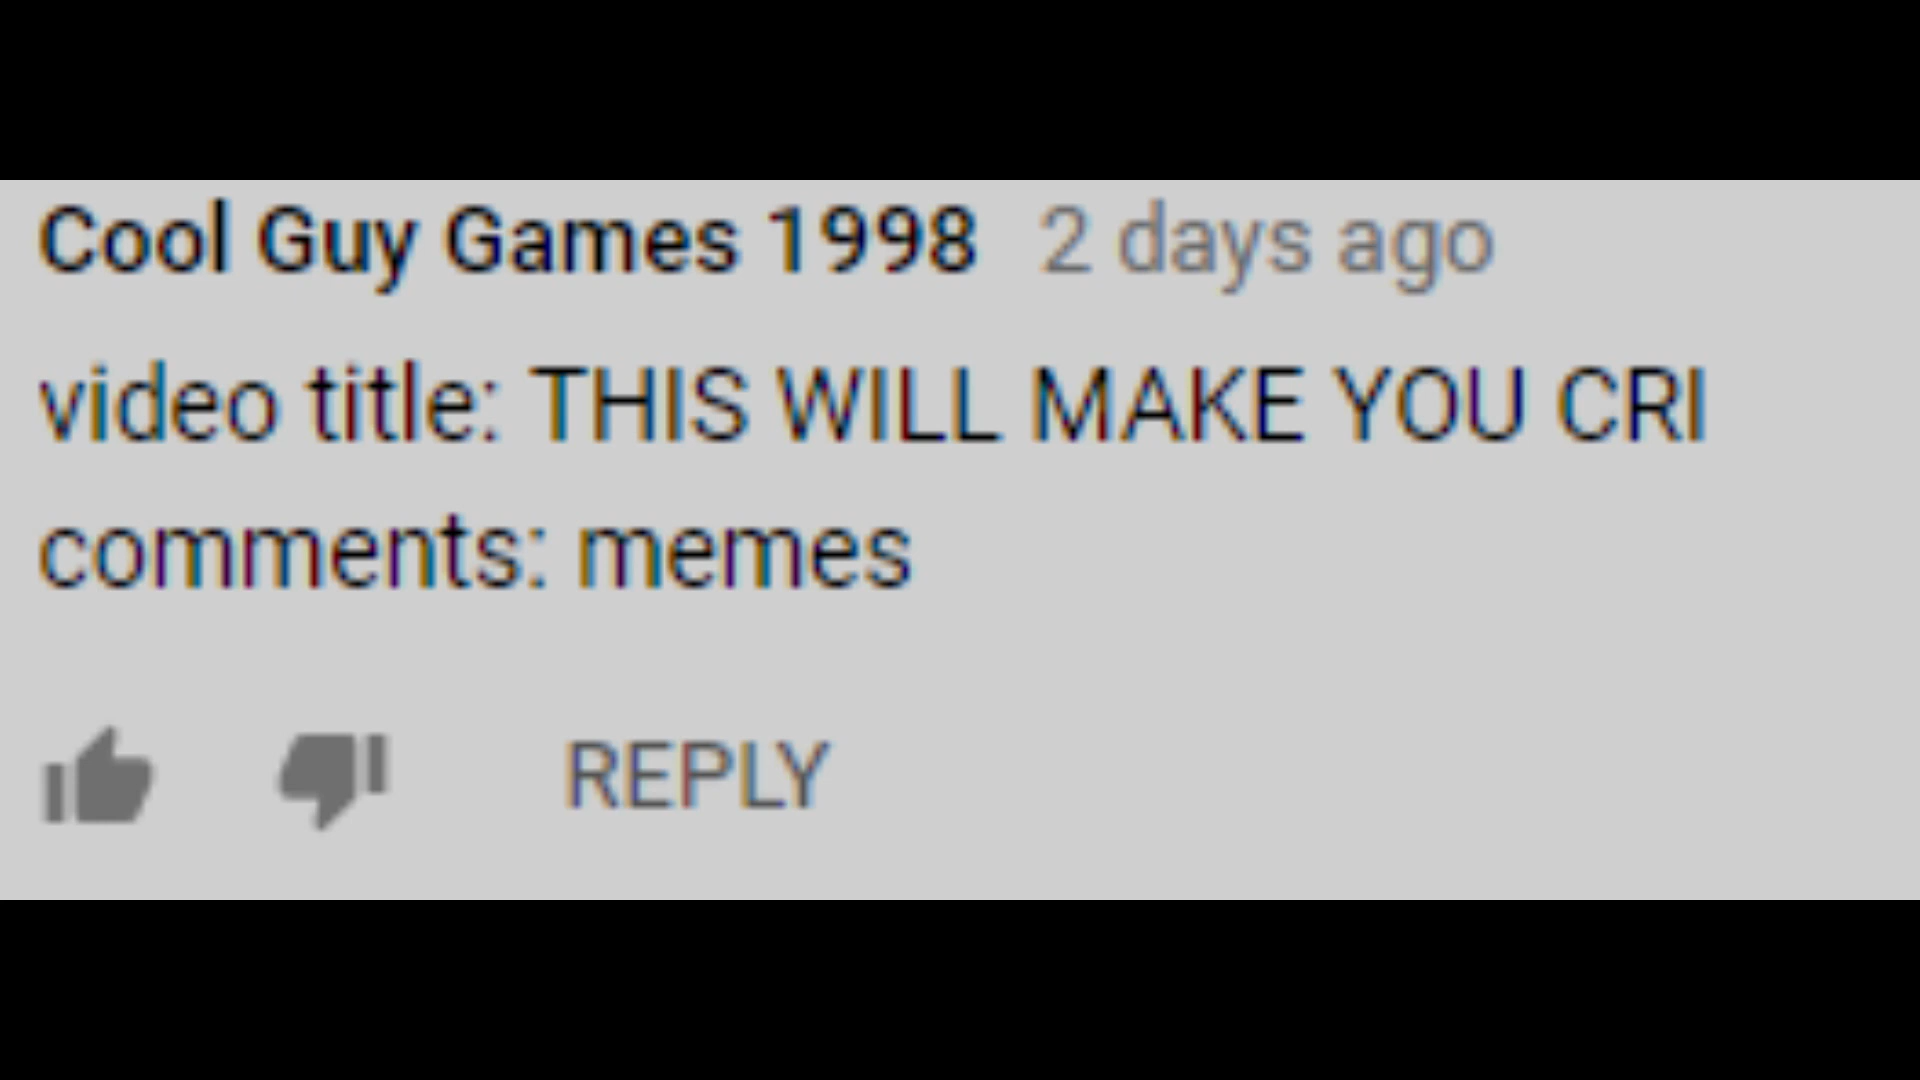 Cool Guy Games 1998 2 days ago
video title: THIS WILL MAKE YOU CRI
comments: memes
REPLY